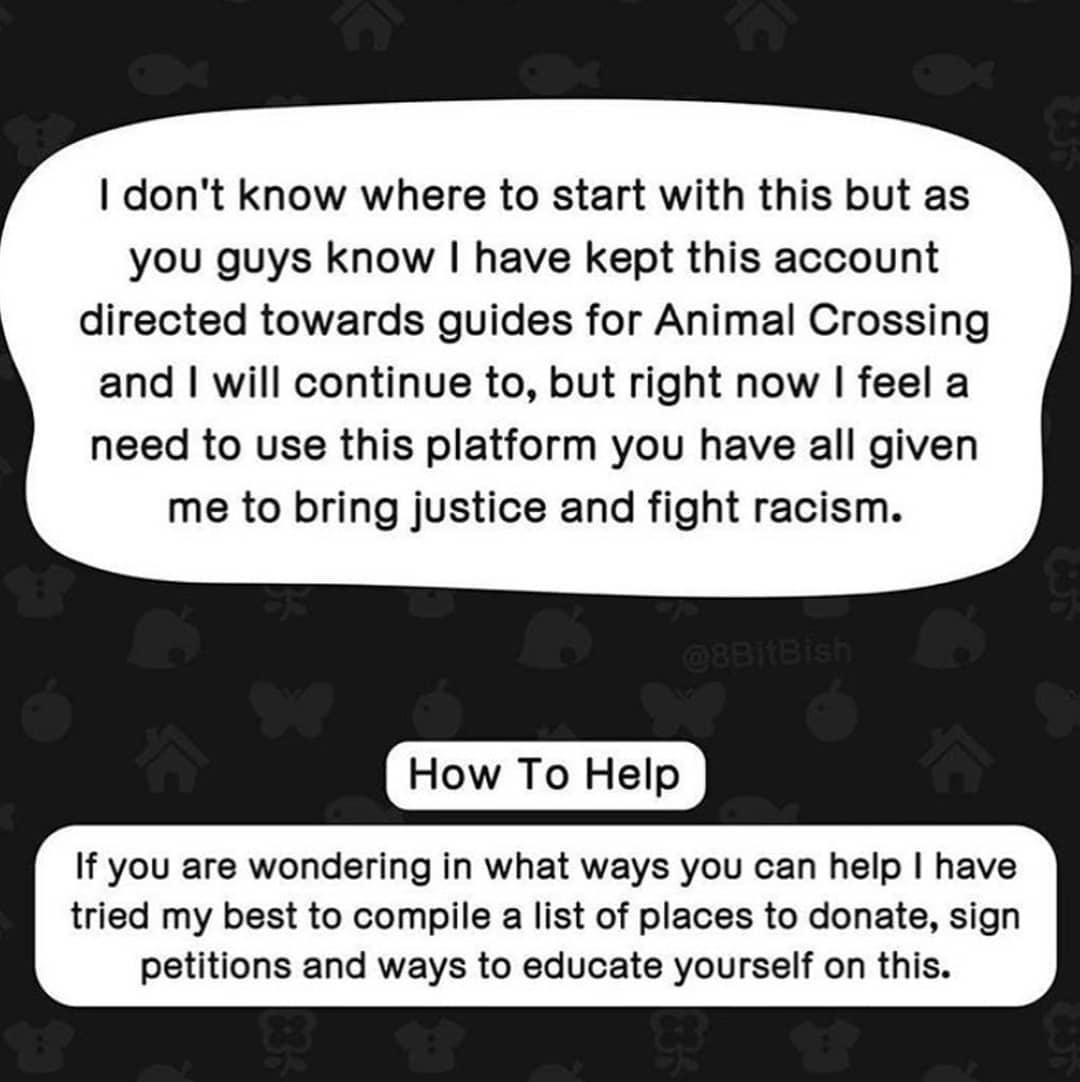 I don't know where to start with this but as
you guys know I have kept this account
directed towards guides for Animal Crossing
and I will continue to, but right now I feel a
need to use this platform you have all given
me to bring justice and fight racism.
@8BitBish
How To Help
If you are wondering in what ways you can help I have
tried my best to compile a list of places to donate, sign
petitions and ways to educate yourself on this.